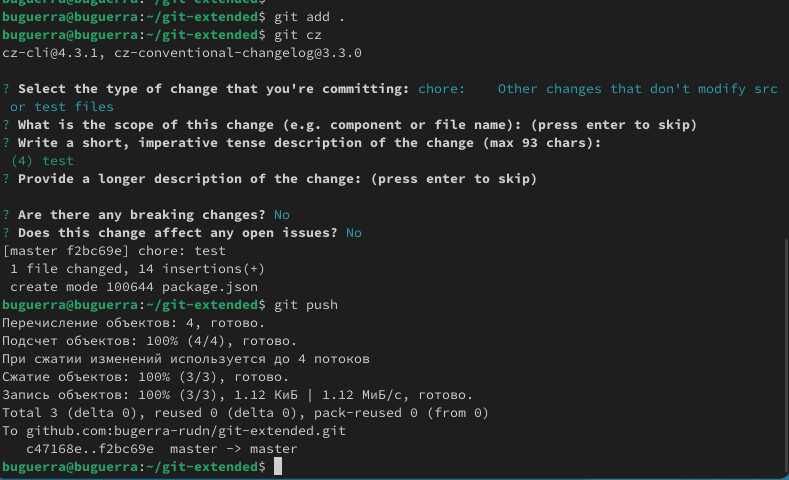 buguerra@buguerra:~/git-extended$ git add .
buguerra@buguerra:~/git-extended$ git cz
cz-cli@4.3.1, cz-conventional-changelog@3.3.0
? Select the type of change that you're committing: chore:    Other changes that don't modify src
 or test files
? What is the scope of this change (e.g. component or file name): (press enter to skip)
? Write a short, imperative tense description of the change (max 93 chars):
 (4) test
? Provide a longer description of the change: (press enter to skip)
? Are there any breaking changes? No
? Does this change affect any open issues? No
[master f2bc69e] chore: test
 1 file changed, 14 insertions(+)
 create mode 100644 package.json
buguerra@buguerra:~/git-extended$ git push
Перечисление объектов: 4, готово.
Подсчет объектов: 100% (4/4), готово.
При сжатии изменений используется до 4 потоков
Сжатие объектов: 100% (3/3), готово.
Запись объектов: 100% (3/3), 1.12 КиБ | 1.12 МиБ/с, готово.
Total 3 (delta 0), reused 0 (delta 0), pack-reused 0 (from 0)
To github.com:bugerra-rudn/git-extended.git
   c47168e..f2bc69e  master -> master
buguerra@buguerra:~/git-extended$